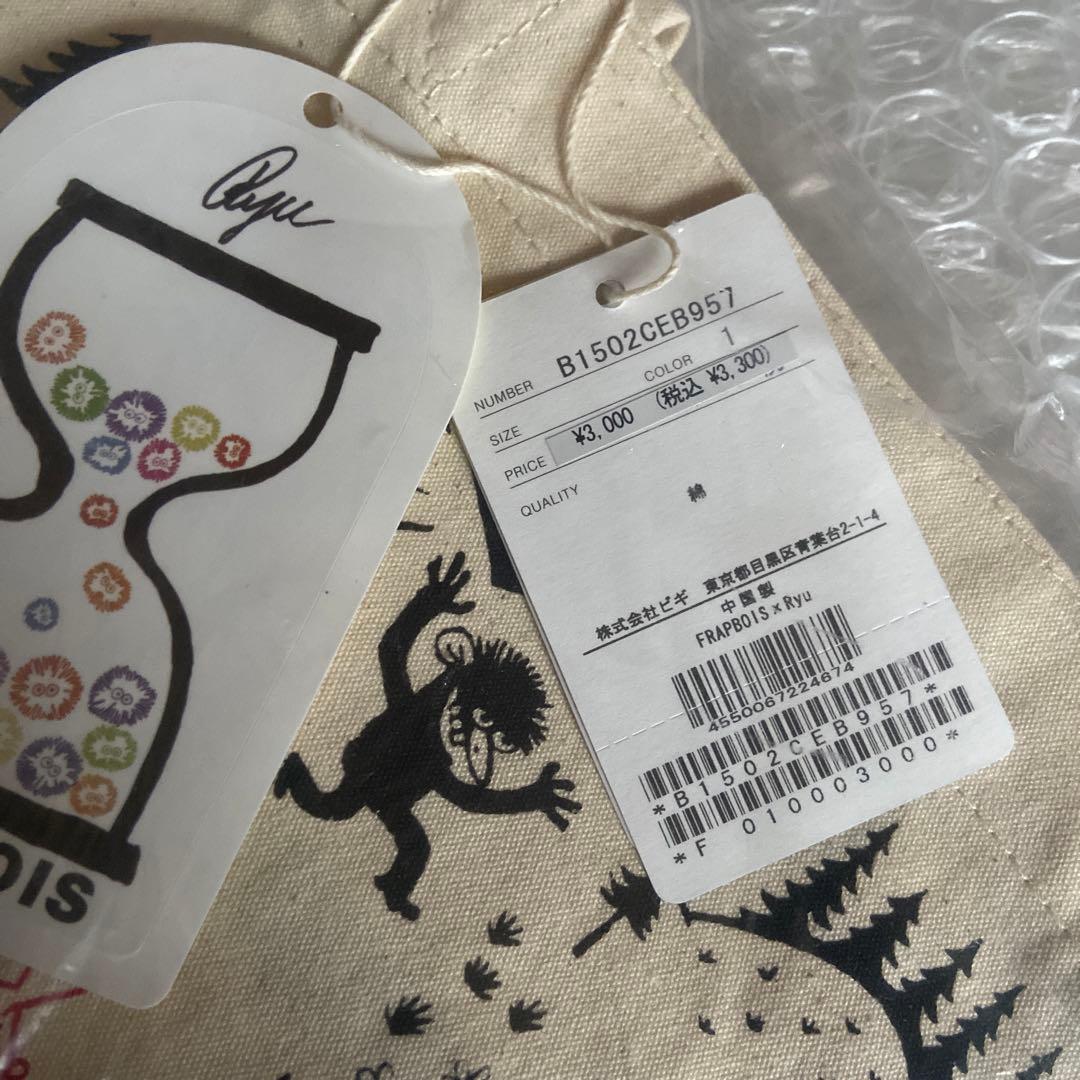 Ryu
OIS
NUMBER B1502CEB957
COLOR 1
SIZE
PRICE ¥3,000 (税込 ¥3,300)
QUALITY
綿
株式会社ビギ 東京都目黒区青葉台2-1-4
中国製
FRAPBOIS×Ryu
4550067224674
*B1502CEB957*
*F 010003000*